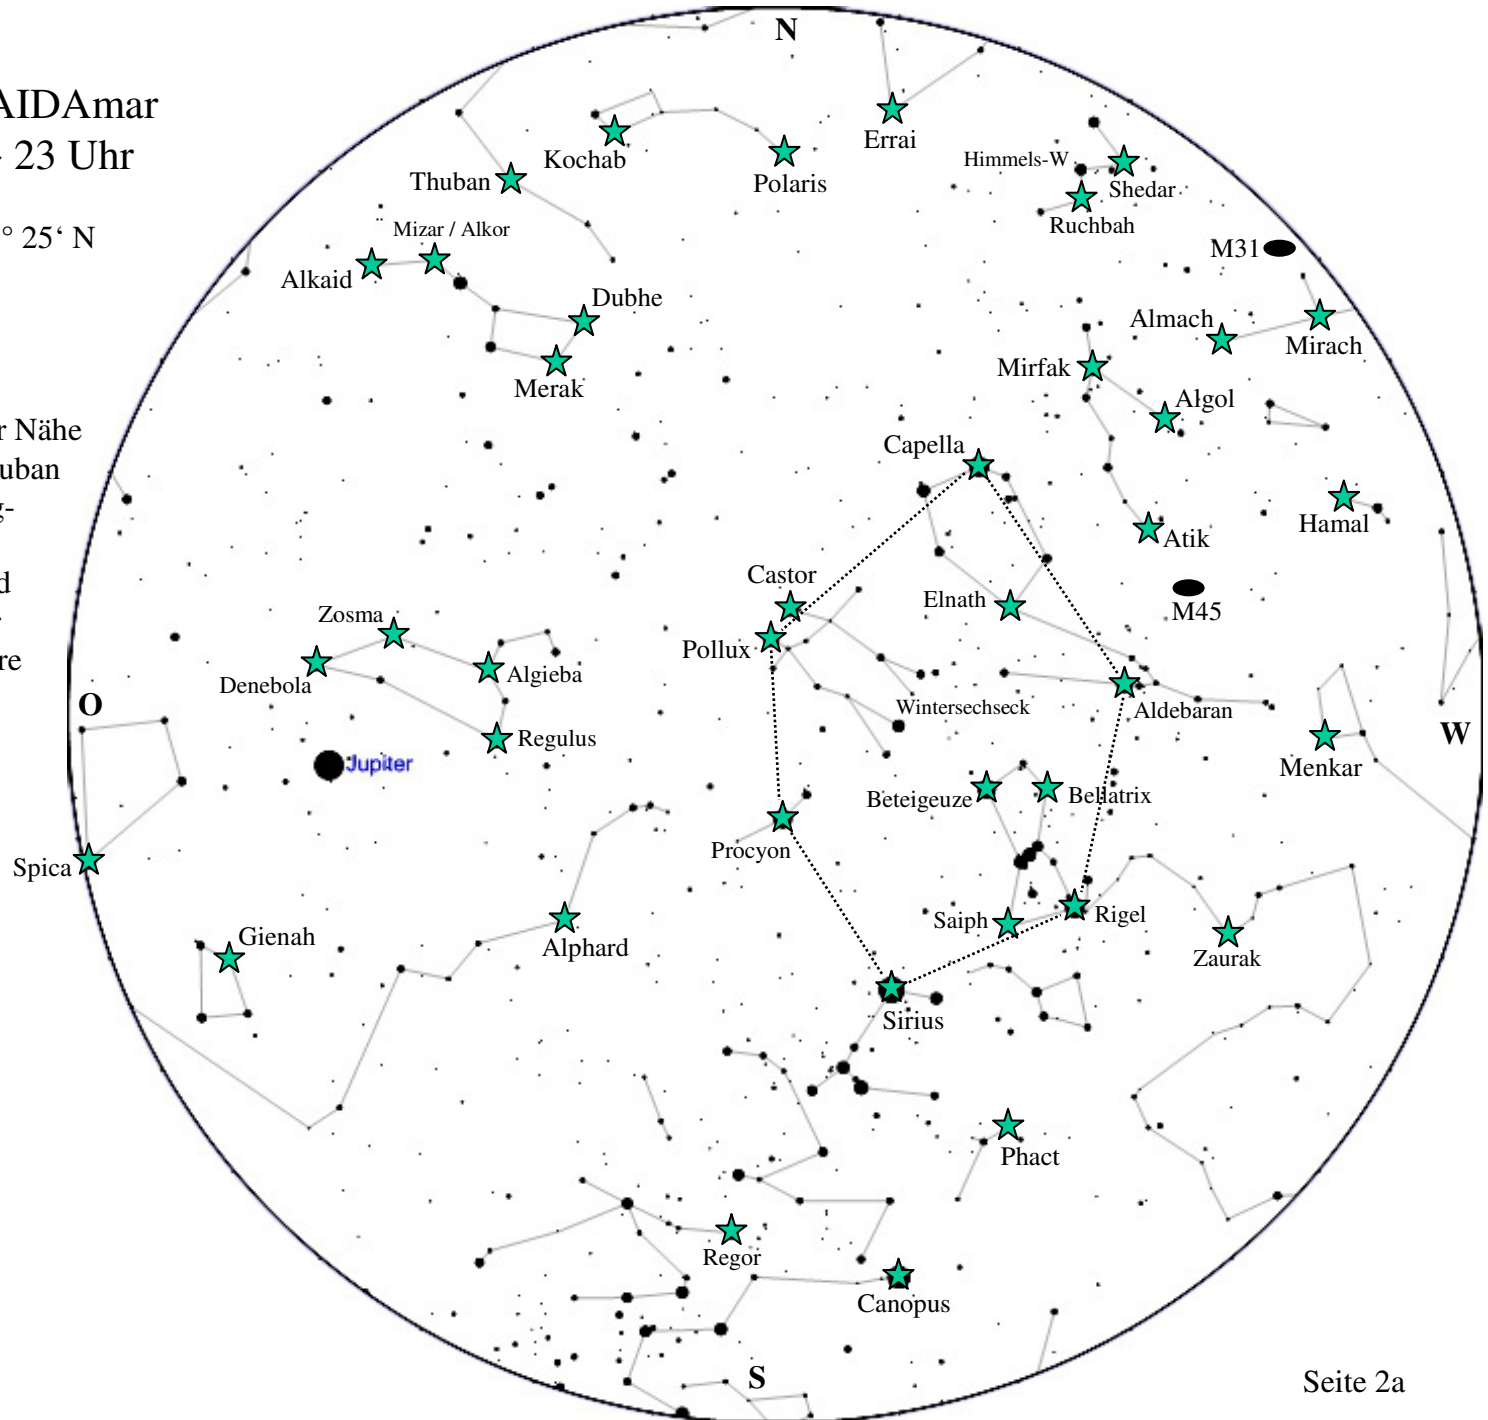 AIDAmar
- 23 Uhr
° 25‘ N
r Nähe
uban
g-
d
re
N
Errai
Kochab
Polaris
Himmels-W
Shedar
Thuban
Ruchbah
Mizar / Alkor
M31
Alkaid
Dubhe
Almach
Mirach
Merak
Mirfak
Algol
Capella
Hamal
Atik
Castor
Elnath
M45
Zosma
Pollux
Denebola
Algieba
Wintersechseck
Aldebaran
O
W
Regulus
Jupiter
Menkar
Beteigeuze
Bellatrix
Procyon
Spica
Saiph
Rigel
Gienah
Alphard
Zaurak
Sirius
Phact
Regor
Canopus
S
Seite 2a